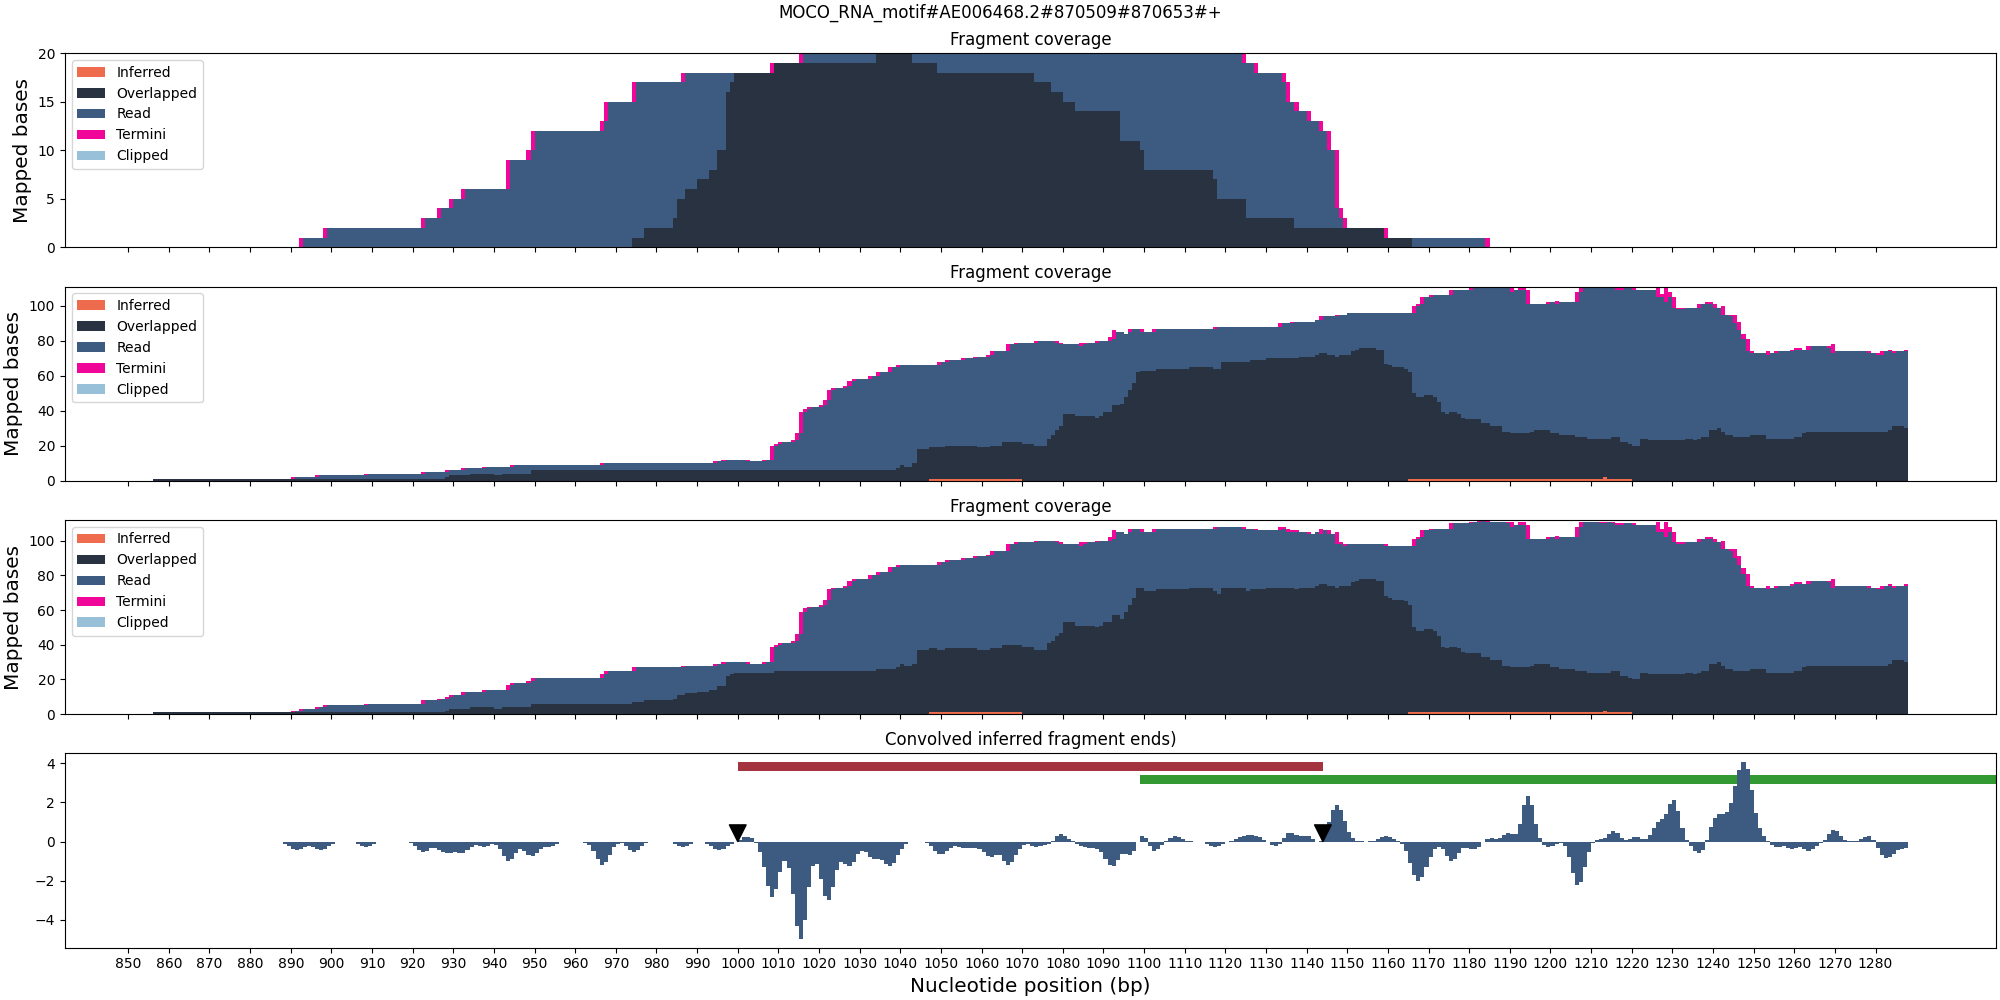 MOCO_RNA_motif#AE006468.2#870509#870653#+
Fragment coverage
Mapped bases
20
15
10
5
0
Inferred
Overlapped
Read
Termini
Clipped
Fragment coverage
Mapped bases
100
80
60
40
20
0
Inferred
Overlapped
Read
Termini
Clipped
Fragment coverage
Mapped bases
100
80
60
40
20
0
Inferred
Overlapped
Read
Termini
Clipped
Convolved inferred fragment ends)
4
2
0
−2
−4
850 860 870 880 890 900 910 920 930 940 950 960 970 980 990 1000 1010 1020 1030 1040 1050 1060 1070 1080 1090 1100 1110 1120 1130 1140 1150 1160 1170 1180 1190 1200 1210 1220 1230 1240 1250 1260 1270 1280
Nucleotide position (bp)